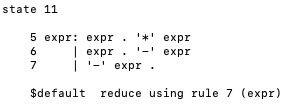 state 11
5 expr: expr . '*' expr
6 | expr . '-' expr
7 | '-' expr .
$default reduce using rule 7 (expr)